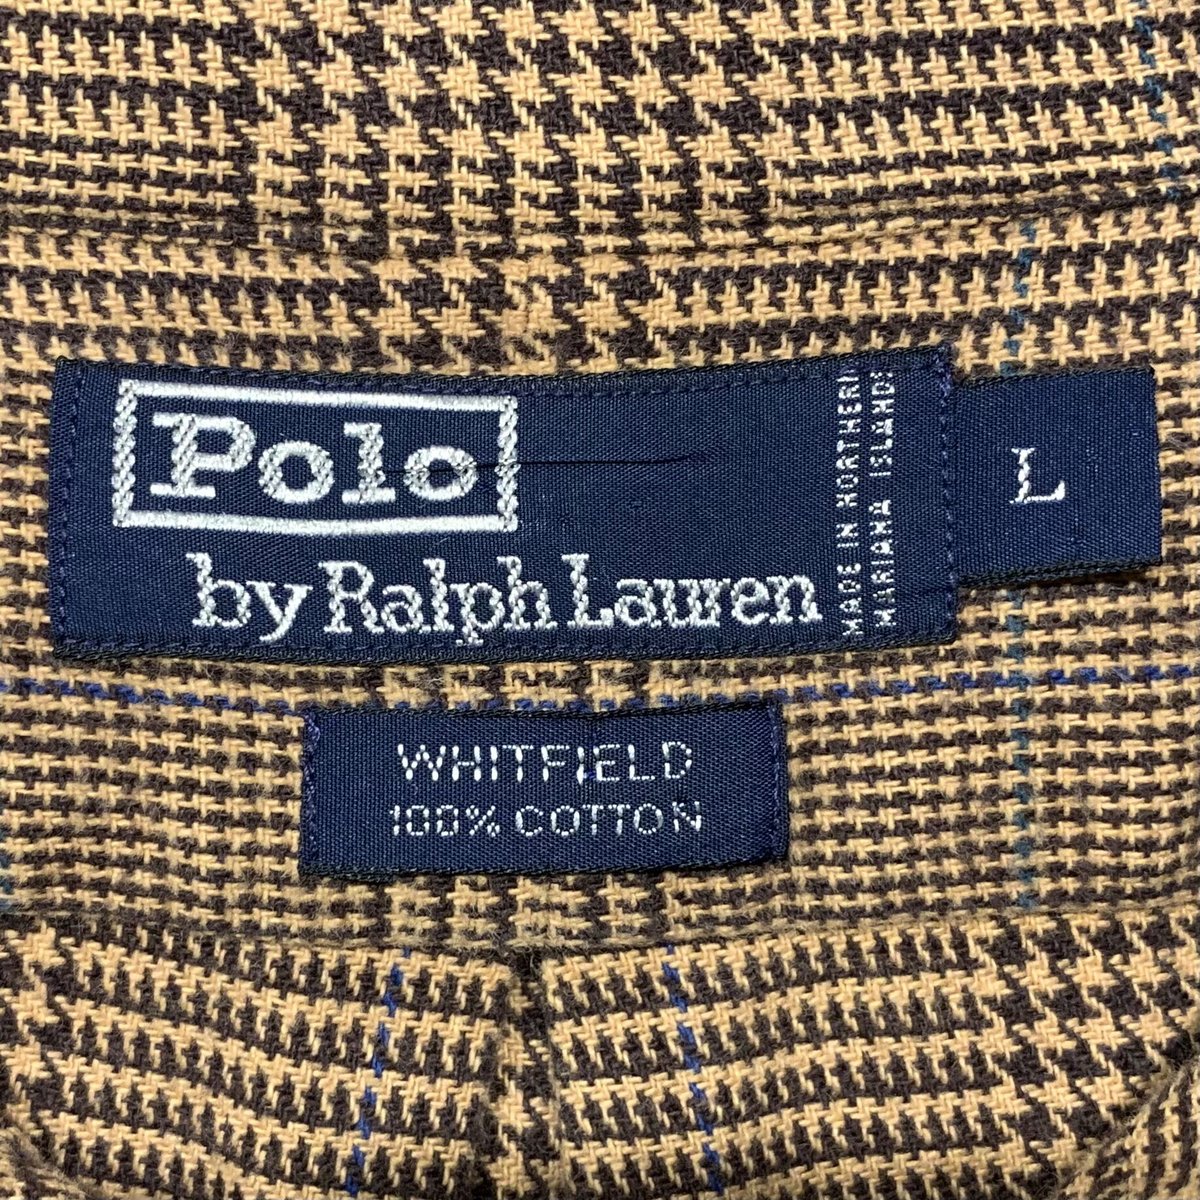 Polo
by Ralph Lauren
MADE IN NORTHERN
MARIANA ISLANDS
L
WHITFIELD
100% COTTON